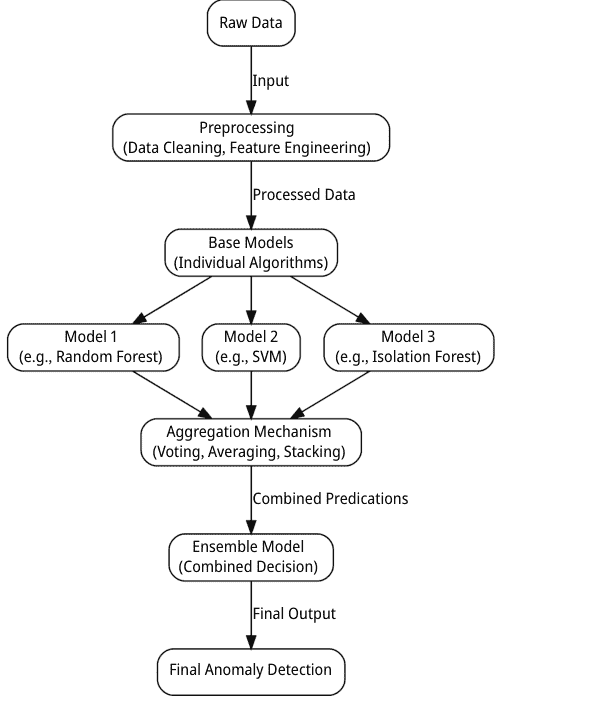 Raw Data
Input
Preprocessing
(Data Cleaning, Feature Engineering)
Processed Data
Base Models
(Individual Algorithms)
Model 1
(e.g., Random Forest)
Model 2
(e.g., SVM)
Model 3
(e.g., Isolation Forest)
Aggregation Mechanism
(Voting, Averaging, Stacking)
Combined Predications
Ensemble Model
(Combined Decision)
Final Output
Final Anomaly Detection